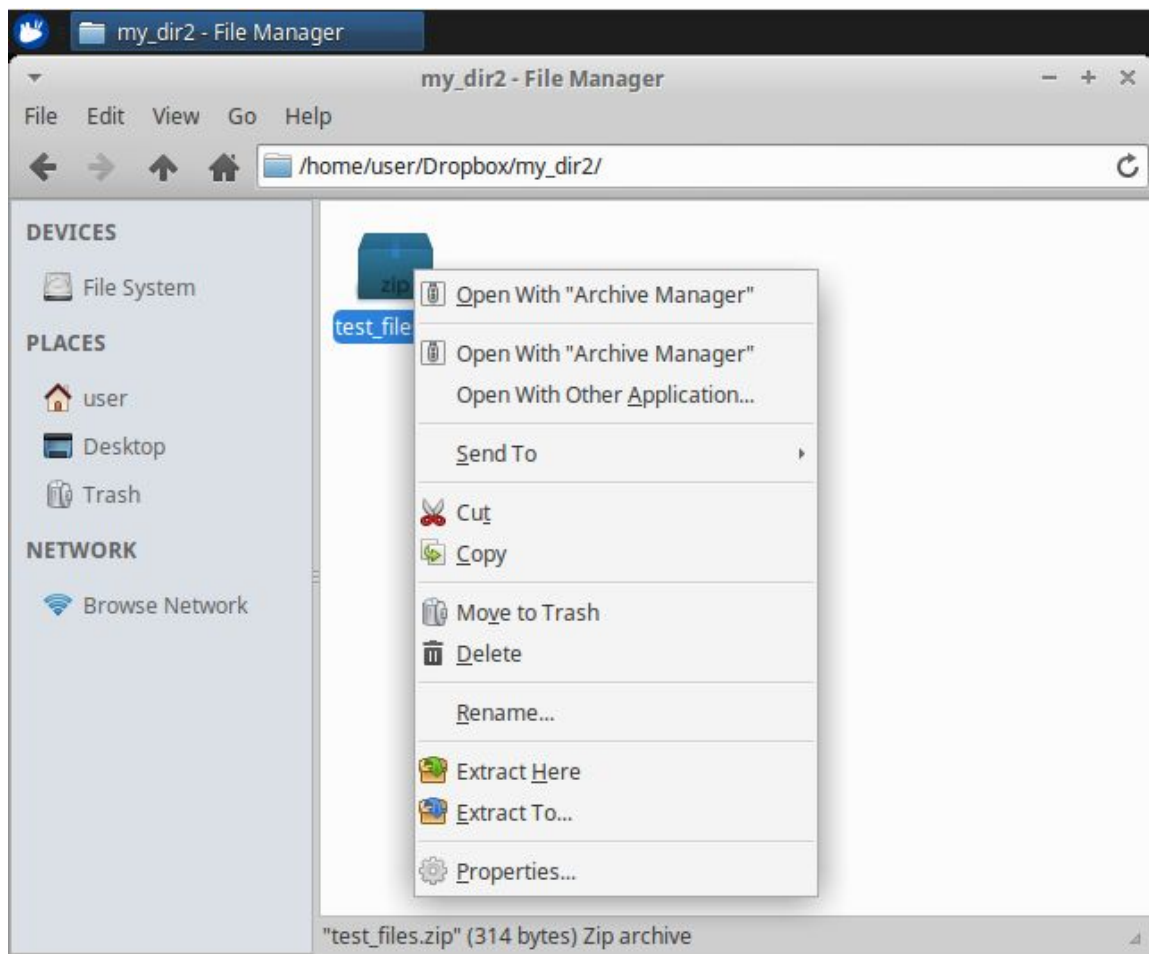 my_dir2 - File Manager
my_dir2 - File Manager
File Edit View Go Help
/home/user/Dropbox/my_dir2/
DEVICES
File System
PLACES
user
Desktop
Trash
NETWORK
Browse Network
zip
test_file
Open With "Archive Manager"
Open With "Archive Manager"
Open With Other Application...
Send To
Cut
Copy
Move to Trash
Delete
Rename...
Extract Here
Extract To...
Properties...
"test_files.zip" (314 bytes) Zip archive